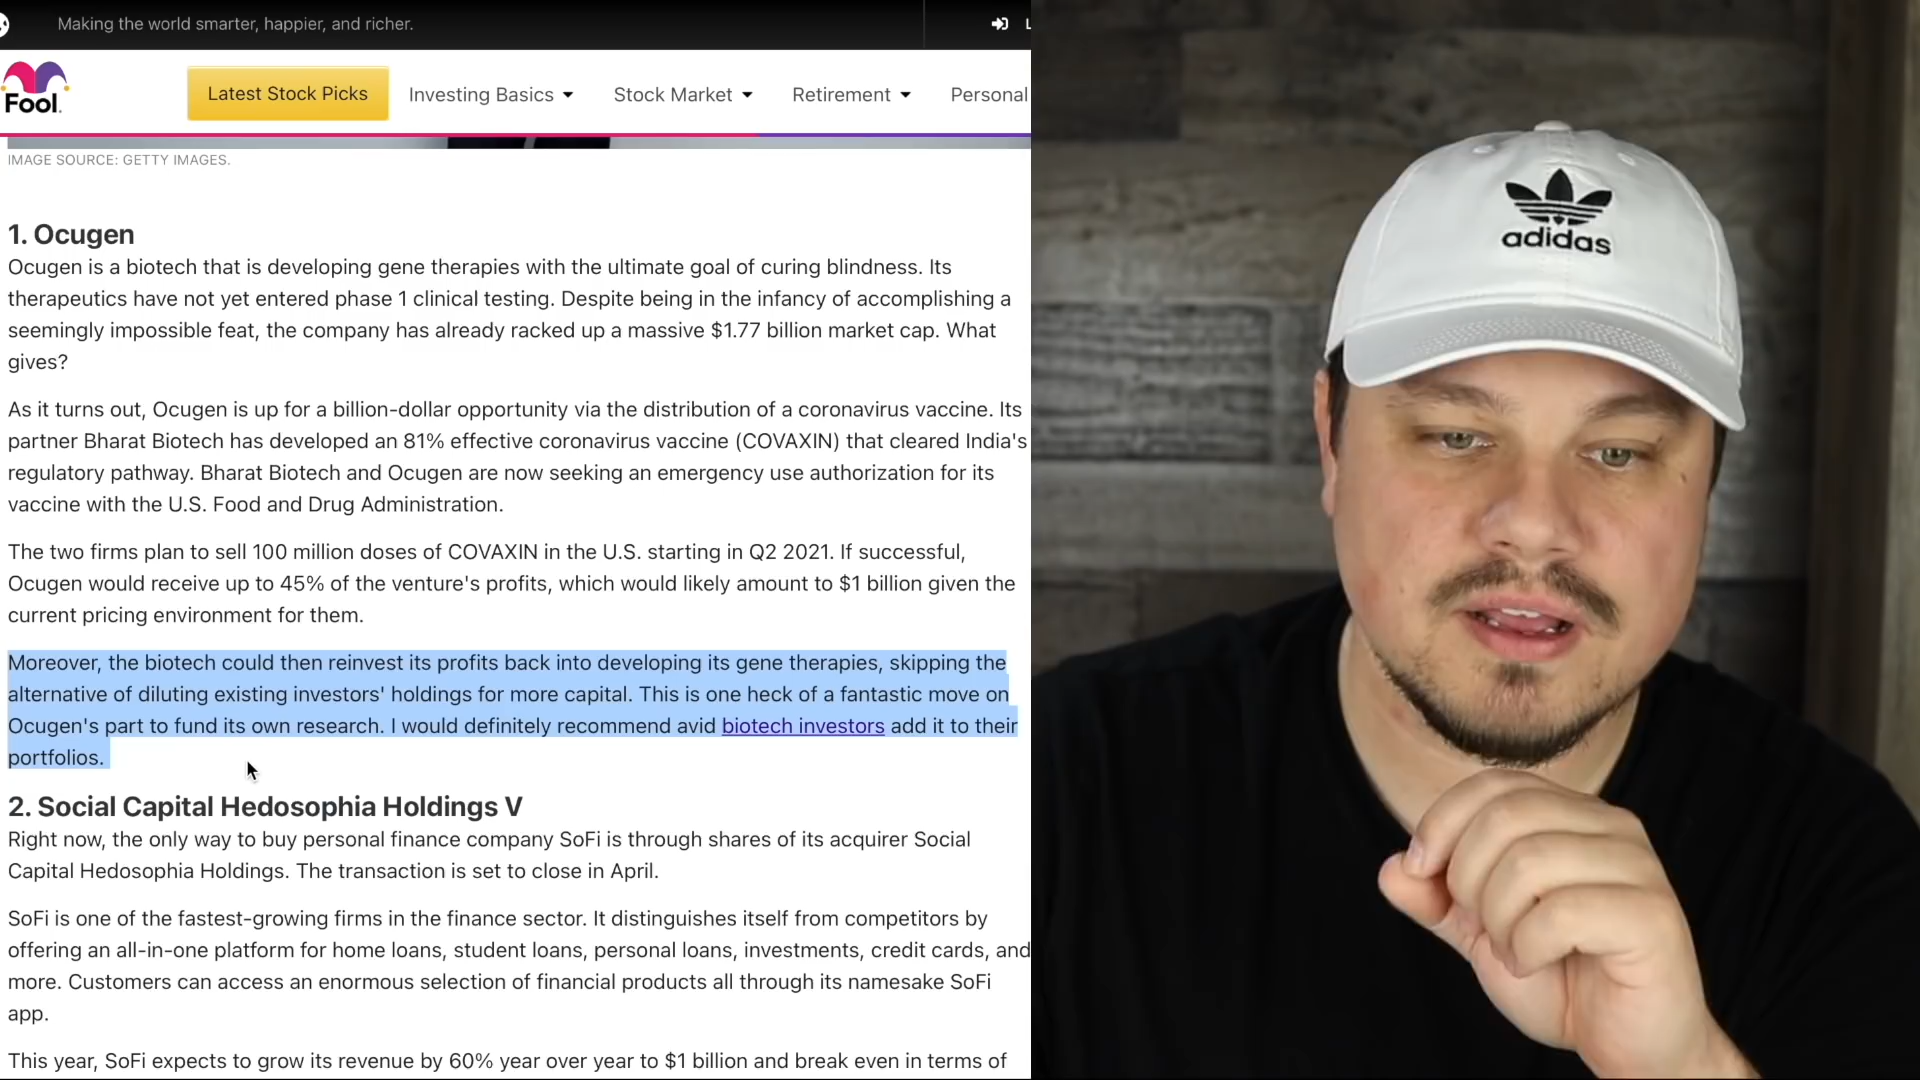 Making the world smarter, happier, and richer.
Fool.
Latest Stock Picks
Investing Basics
Stock Market
Retirement
Personal
IMAGE SOURCE: GETTY IMAGES.
1. Ocugen
Ocugen is a biotech that is developing gene therapies with the ultimate goal of curing blindness. Its
therapeutics have not yet entered phase 1 clinical testing. Despite being in the infancy of accomplishing a
seemingly impossible feat, the company has already racked up a massive $1.77 billion market cap. What
gives?
As it turns out, Ocugen is up for a billion-dollar opportunity via the distribution of a coronavirus vaccine. Its
partner Bharat Biotech has developed an 81% effective coronavirus vaccine (COVAXIN) that cleared India's
regulatory pathway. Bharat Biotech and Ocugen are now seeking an emergency use authorization for its
vaccine with the U.S. Food and Drug Administration.
The two firms plan to sell 100 million doses of COVAXIN in the U.S. starting in Q2 2021. If successful,
Ocugen would receive up to 45% of the venture's profits, which would likely amount to $1 billion given the
current pricing environment for them.
Moreover, the biotech could then reinvest its profits back into developing its gene therapies, skipping the
alternative of diluting existing investors' holdings for more capital. This is one heck of a fantastic move on
Ocugen's part to fund its own research. I would definitely recommend avid biotech investors add it to their
portfolios.
2. Social Capital Hedosophia Holdings V
Right now, the only way to buy personal finance company SoFi is through shares of its acquirer Social
Capital Hedosophia Holdings. The transaction is set to close in April.
SoFi is one of the fastest-growing firms in the finance sector. It distinguishes itself from competitors by
offering an all-in-one platform for home loans, student loans, personal loans, investments, credit cards, and
more. Customers can access an enormous selection of financial products all through its namesake SoFi
app.
This year, SoFi expects to grow its revenue by 60% year over year to $1 billion and break even in terms of
adidas